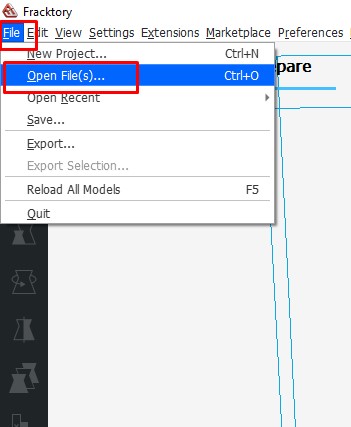 Fracktory
File Edit View Settings Extensions Marketplace Preferences
New Project... Ctrl+N
Open File(s)... Ctrl+O
pare
Open Recent
Save...
Export...
Export Selection...
Reload All Models F5
Quit